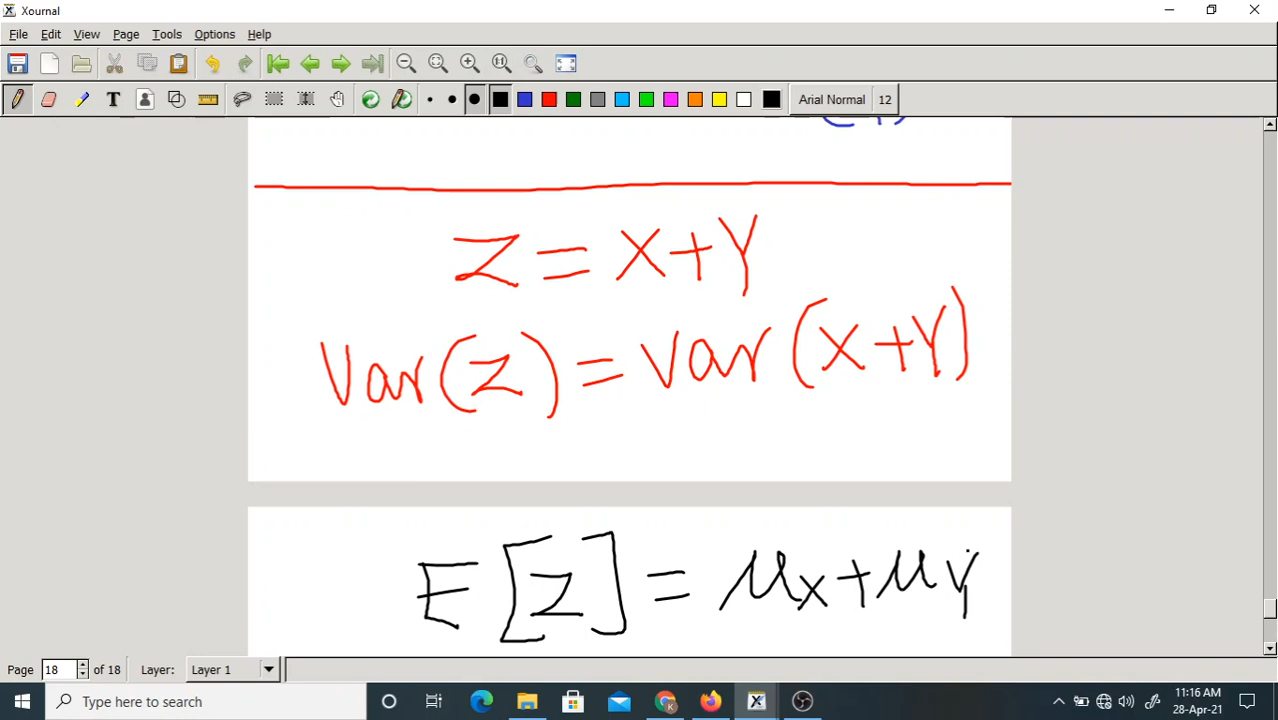 Xournal
File Edit View Page Tools Options Help
Arial Normal 12
Z = X + Y
Var(Z) = Var(X+Y)
E[Z] = μx + μy
Page 18 of 18 Layer: Layer 1
Type here to search
11:16 AM
28-Apr-21